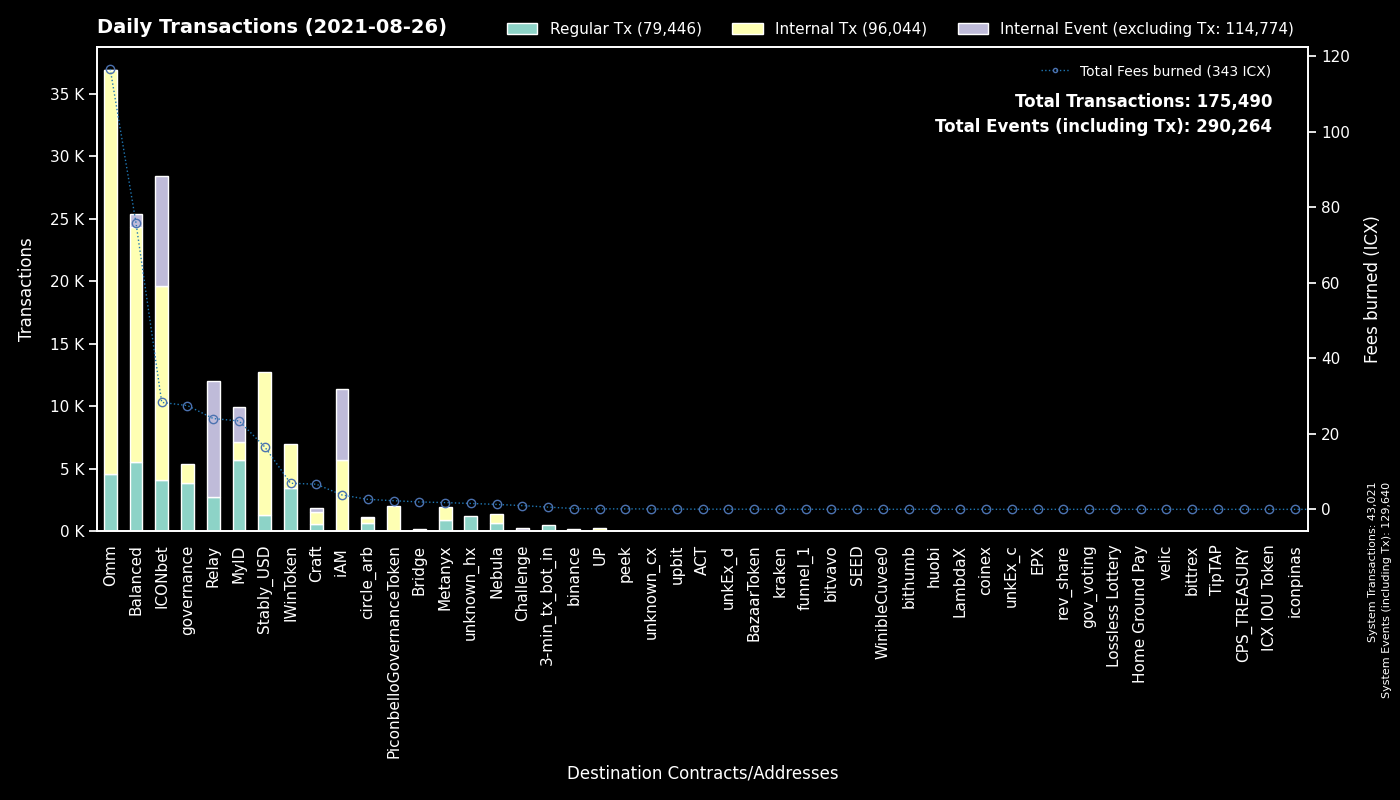 Daily Transactions (2021-08-26)
Regular Tx (79,446)
Internal Tx (96,044)
Internal Event (excluding Tx: 114,774)
Total Fees burned (343 ICX)
Total Transactions: 175,490
Total Events (including Tx): 290,264
Transactions
35 K
30 K
25 K
20 K
15 K
10 K
5 K
0 K
120
100
80
60
40
20
0
Fees burned (ICX)
Omm
Balanced
ICONbet
governance
Relay
MyID
Stably_USD
IWinToken
Craft
iAM
circle_arb
PiconbelloGovernanceToken
Bridge
Metanyx
unknown_hx
Nebula
Challenge
3-min_tx_bot_in
binance
UP
peek
unknown_cx
upbit
ACT
unkEx_d
BazaarToken
kraken
funnel_1
bitvavo
SEED
WinibleCuvee0
bithumb
huobi
LambdaX
coinex
unkEx_c
EPX
rev_share
gov_voting
Lossless Lottery
Home Ground Pay
velic
bittrex
TipTAP
CPS_TREASURY
ICX IOU Token
iconpinas
Destination Contracts/Addresses
System Transactions: 43,021
System Events (including Tx): 129,640